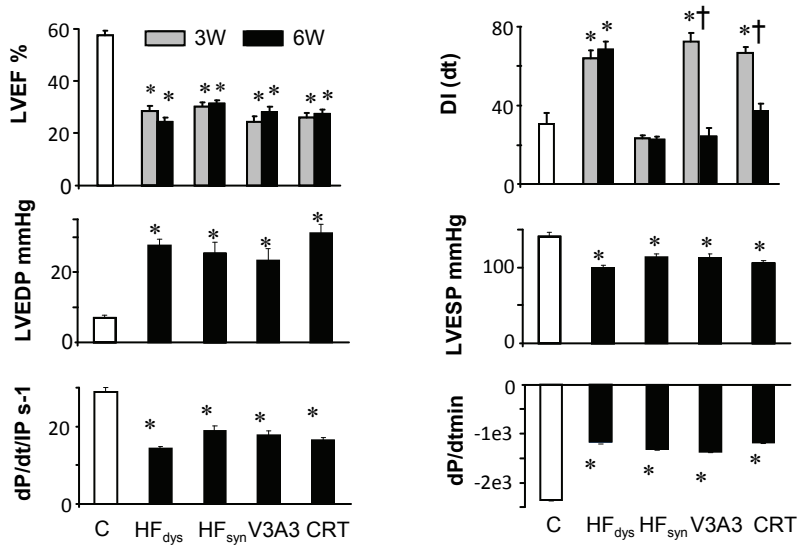 LVEF %
60
40
20
0
3W 6W
* * * * * * * *
DI (dt)
80
40
0
* * *† *†
LVEDP mmHg
20
0
* * * *
LVESP mmHg
100
0
* * * *
dP/dt/IP s-1
20
0
* * * *
C HFdys HFsyn V3A3 CRT
dP/dtmin
0
-1e3
-2e3
* * * *
C HFdys HFsyn V3A3 CRT